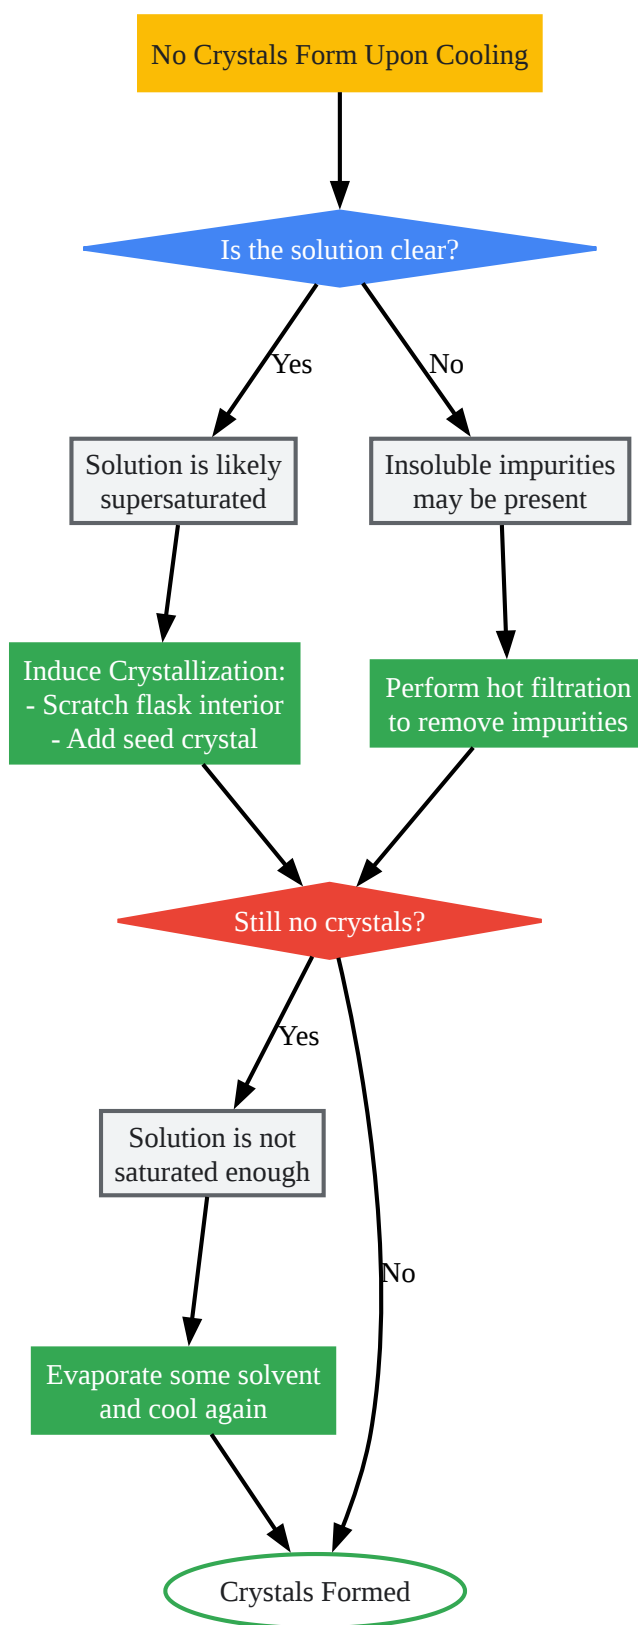 No Crystals Form Upon Cooling
Is the solution clear?
Yes
No
Solution is likely
supersaturated
Insoluble impurities
may be present
Induce Crystallization:
- Scratch flask interior
- Add seed crystal
Perform hot filtration
to remove impurities
Still no crystals?
Yes
Solution is not
saturated enough
No
Evaporate some solvent
and cool again
Crystals Formed